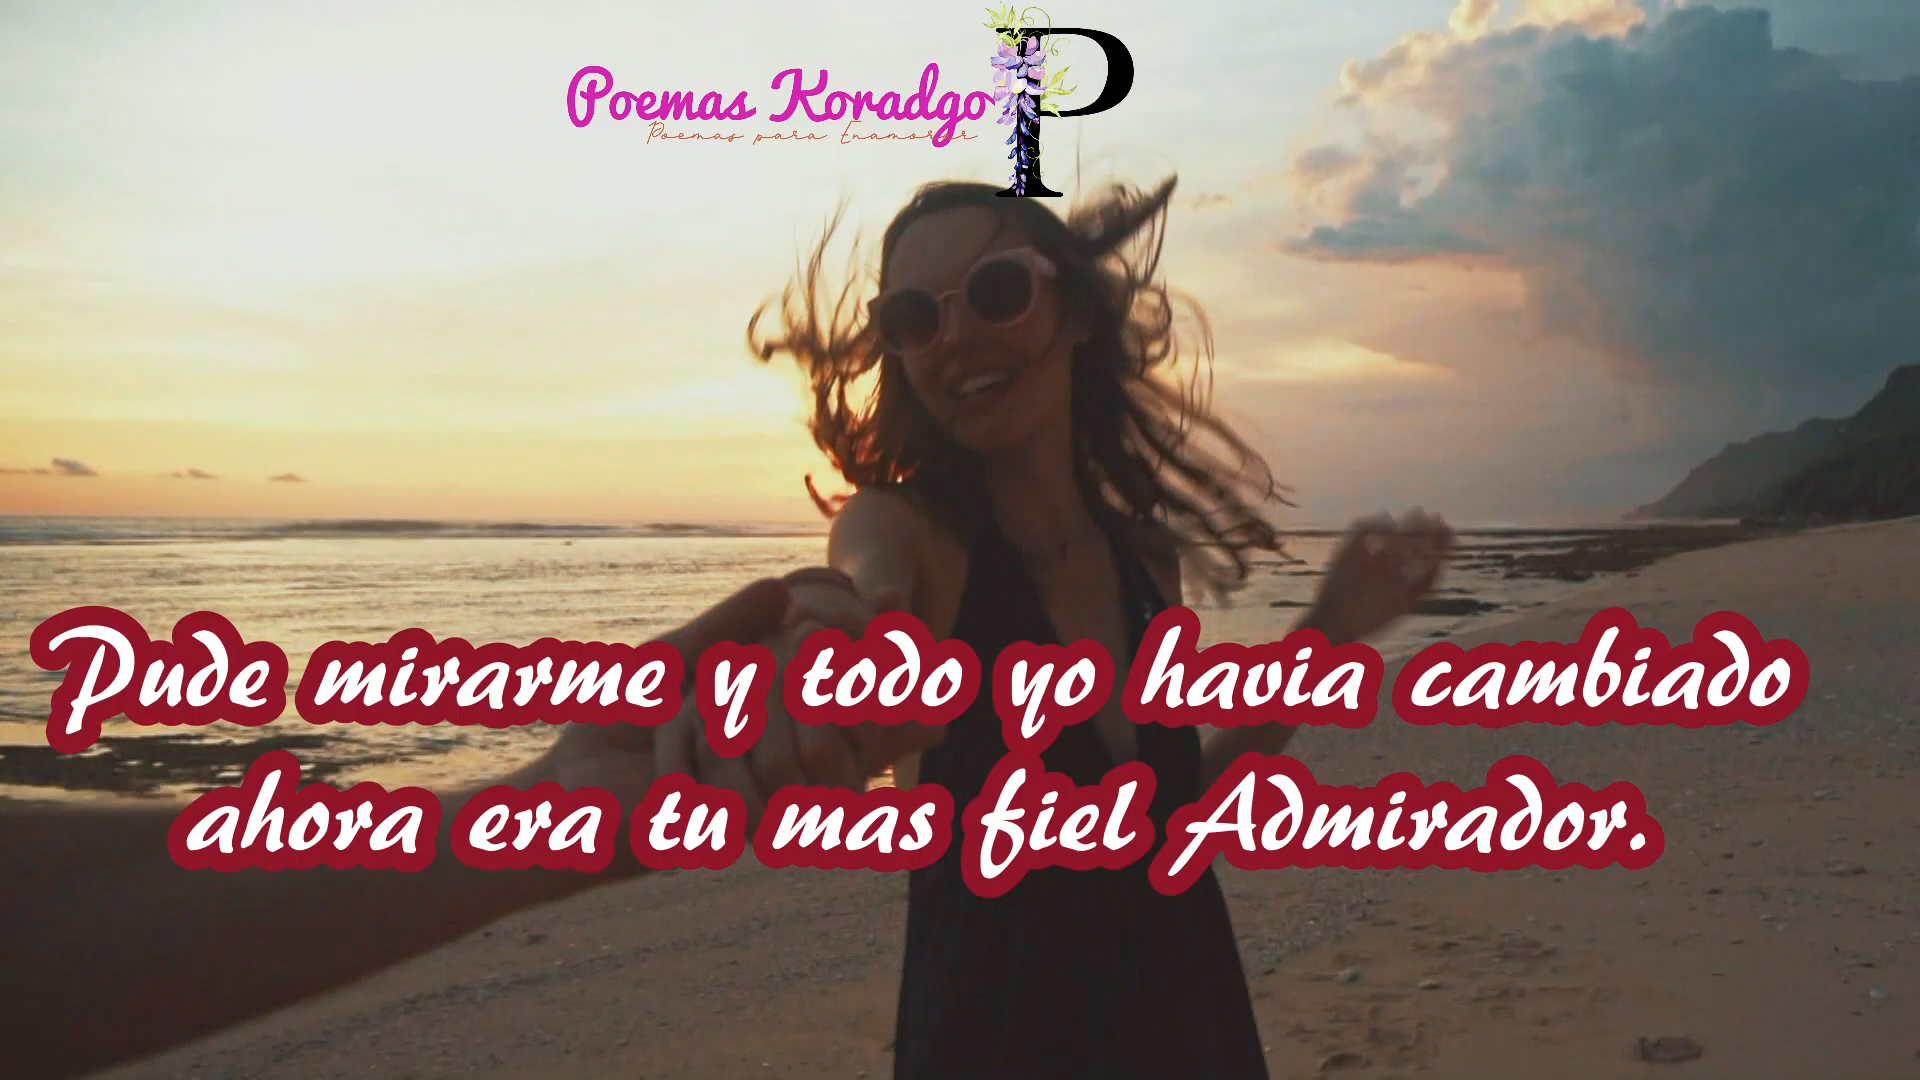 Poemas Koradgo
P
Poemas para Enamorar
Pude mirarme y todo yo havia cambiado
ahora era tu mas fiel Admirador.